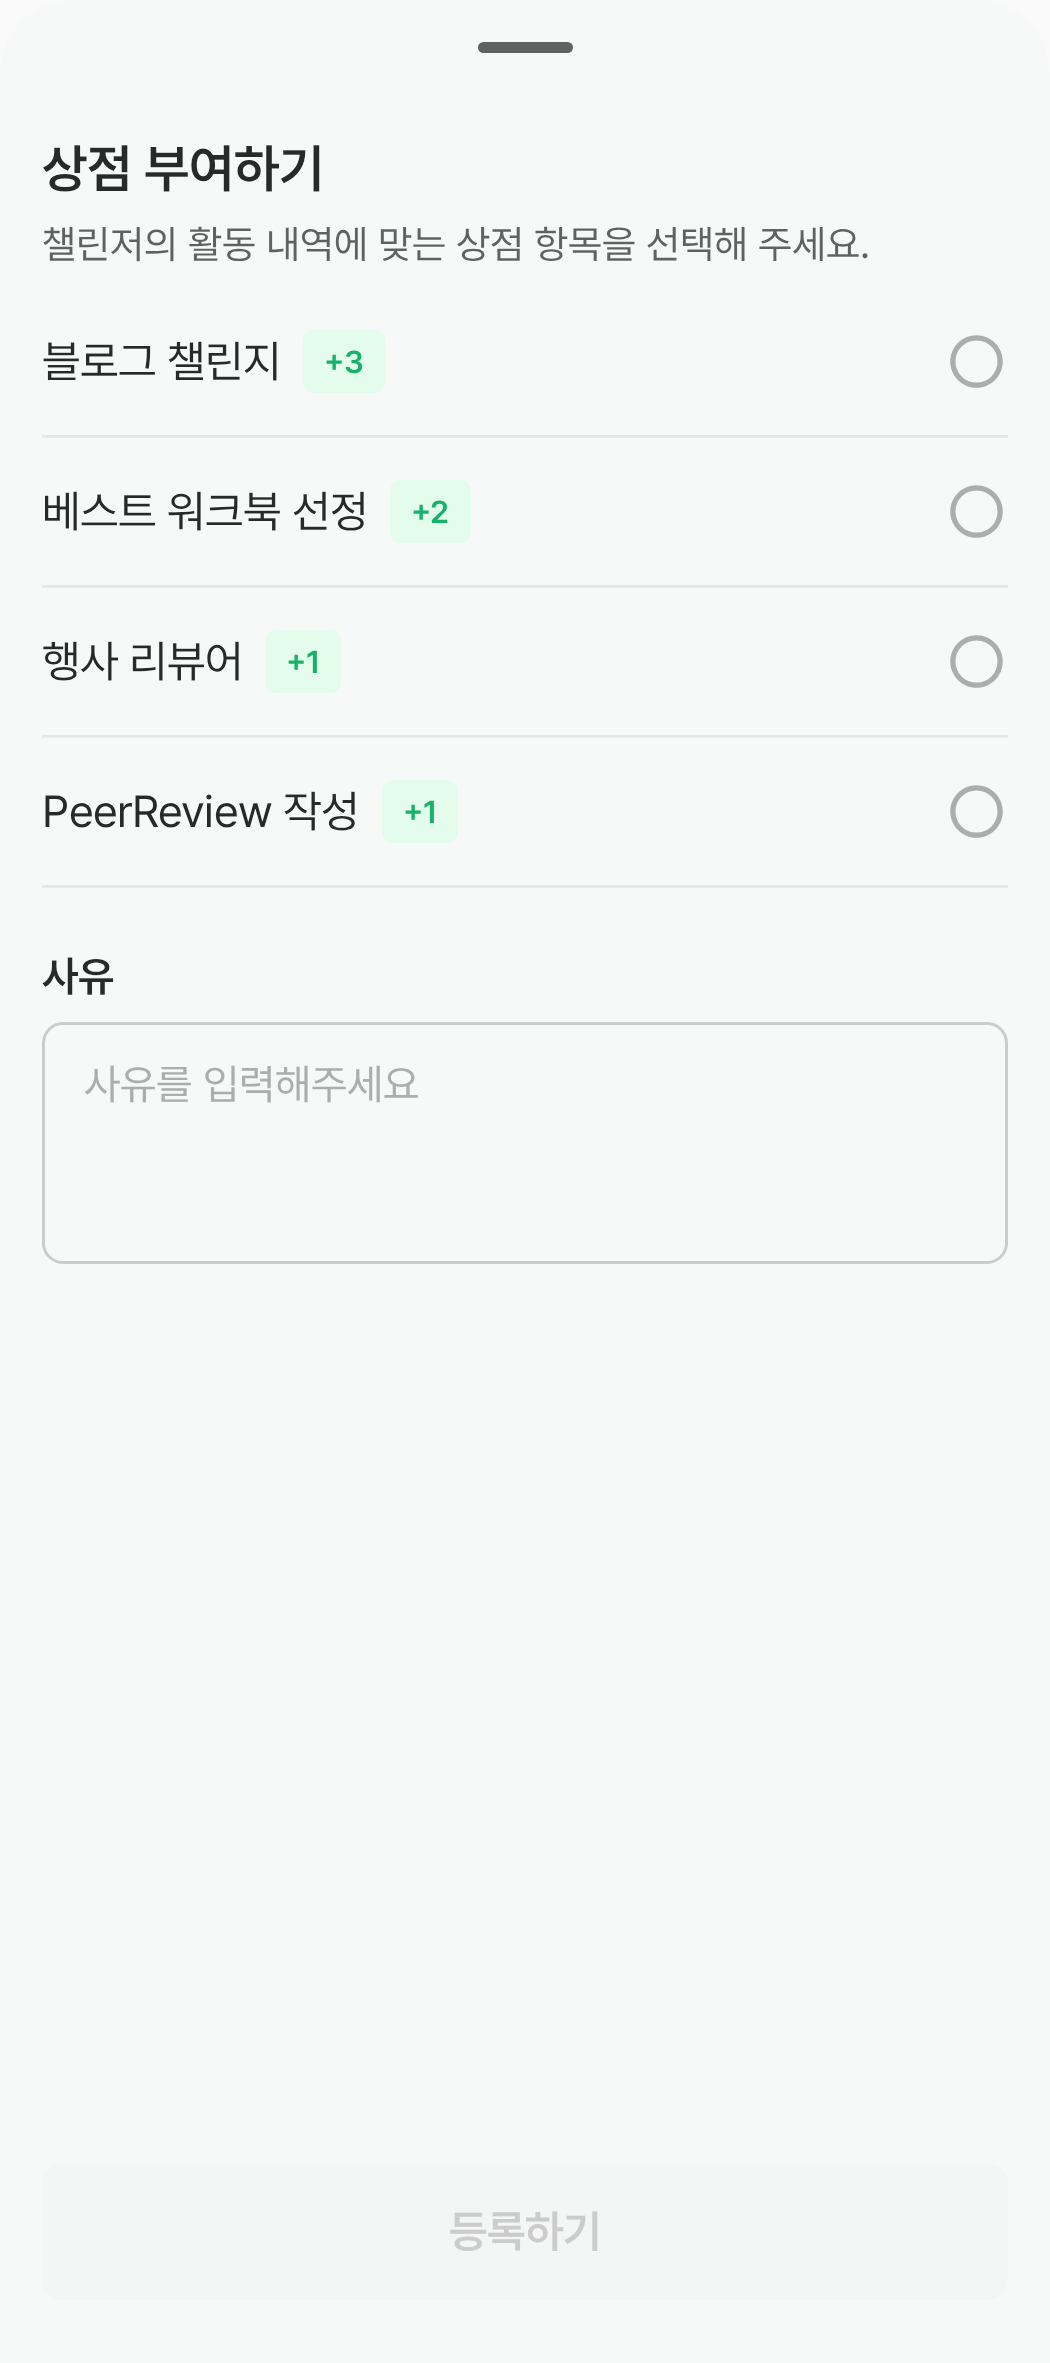 상점 부여하기
챌린저의 활동 내역에 맞는 상점 항목을 선택해 주세요.
블로그 챌린지 +3
베스트 워크북 선정 +2
행사 리뷰어 +1
PeerReview 작성 +1
사유
사유를 입력해주세요
등록하기